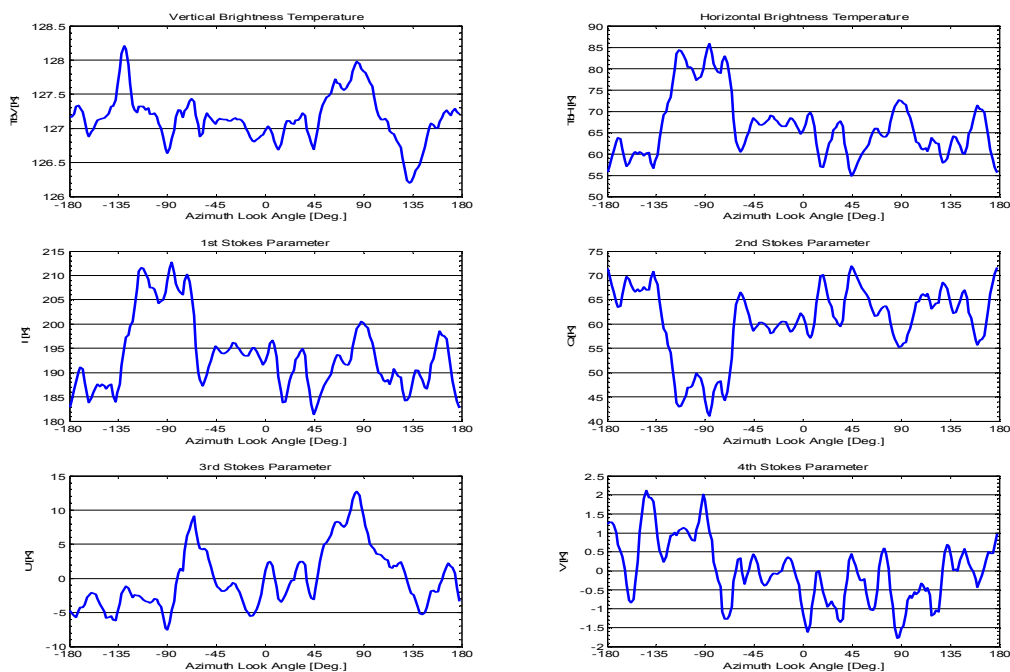 Vertical Brightness Temperature
128.5
128
127.5
127
126.5
126
TbV[K]
-180 -135 -90 -45 0 45 90 135 180
Azimuth Look Angle [Deg.]
Horizontal Brightness Temperature
90
85
80
75
70
65
60
55
50
TbH[K]
-180 -135 -90 -45 0 45 90 135 180
Azimuth Look Angle [Deg.]
1st Stokes Parameter
215
210
205
200
195
190
185
180
I [K]
-180 -135 -90 -45 0 45 90 135 180
Azimuth Look Angle [Deg.]
2nd Stokes Parameter
75
70
65
60
55
50
45
40
Q[K]
-180 -135 -90 -45 0 45 90 135 180
Azimuth Look Angle [Deg.]
3rd Stokes Parameter
15
10
5
0
-5
-10
U[K]
-180 -135 -90 -45 0 45 90 135 180
Azimuth Look Angle [Deg.]
4th Stokes Parameter
2.5
2
1.5
1
0.5
0
-0.5
-1
-1.5
-2
V[K]
-180 -135 -90 -45 0 45 90 135 180
Azimuth Look Angle [Deg.]